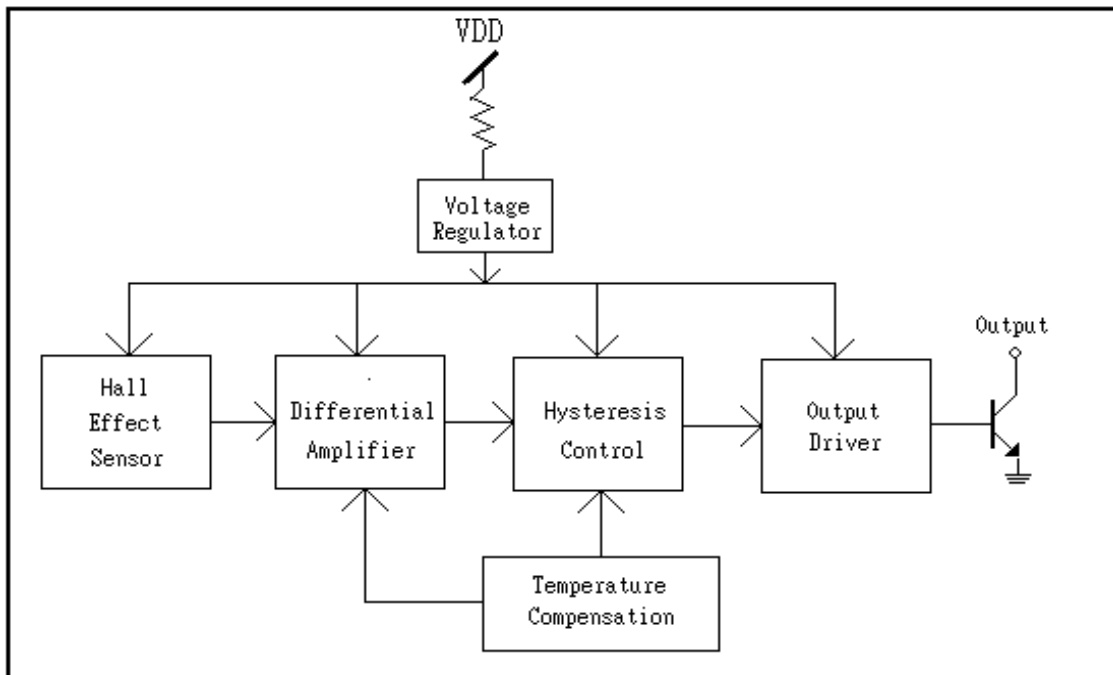 VDD
Voltage
Regulator
Output
Hall
Effect
Sensor
Differential
Amplifier
Hysteresis
Control
Output
Driver
Temperature
Compensation